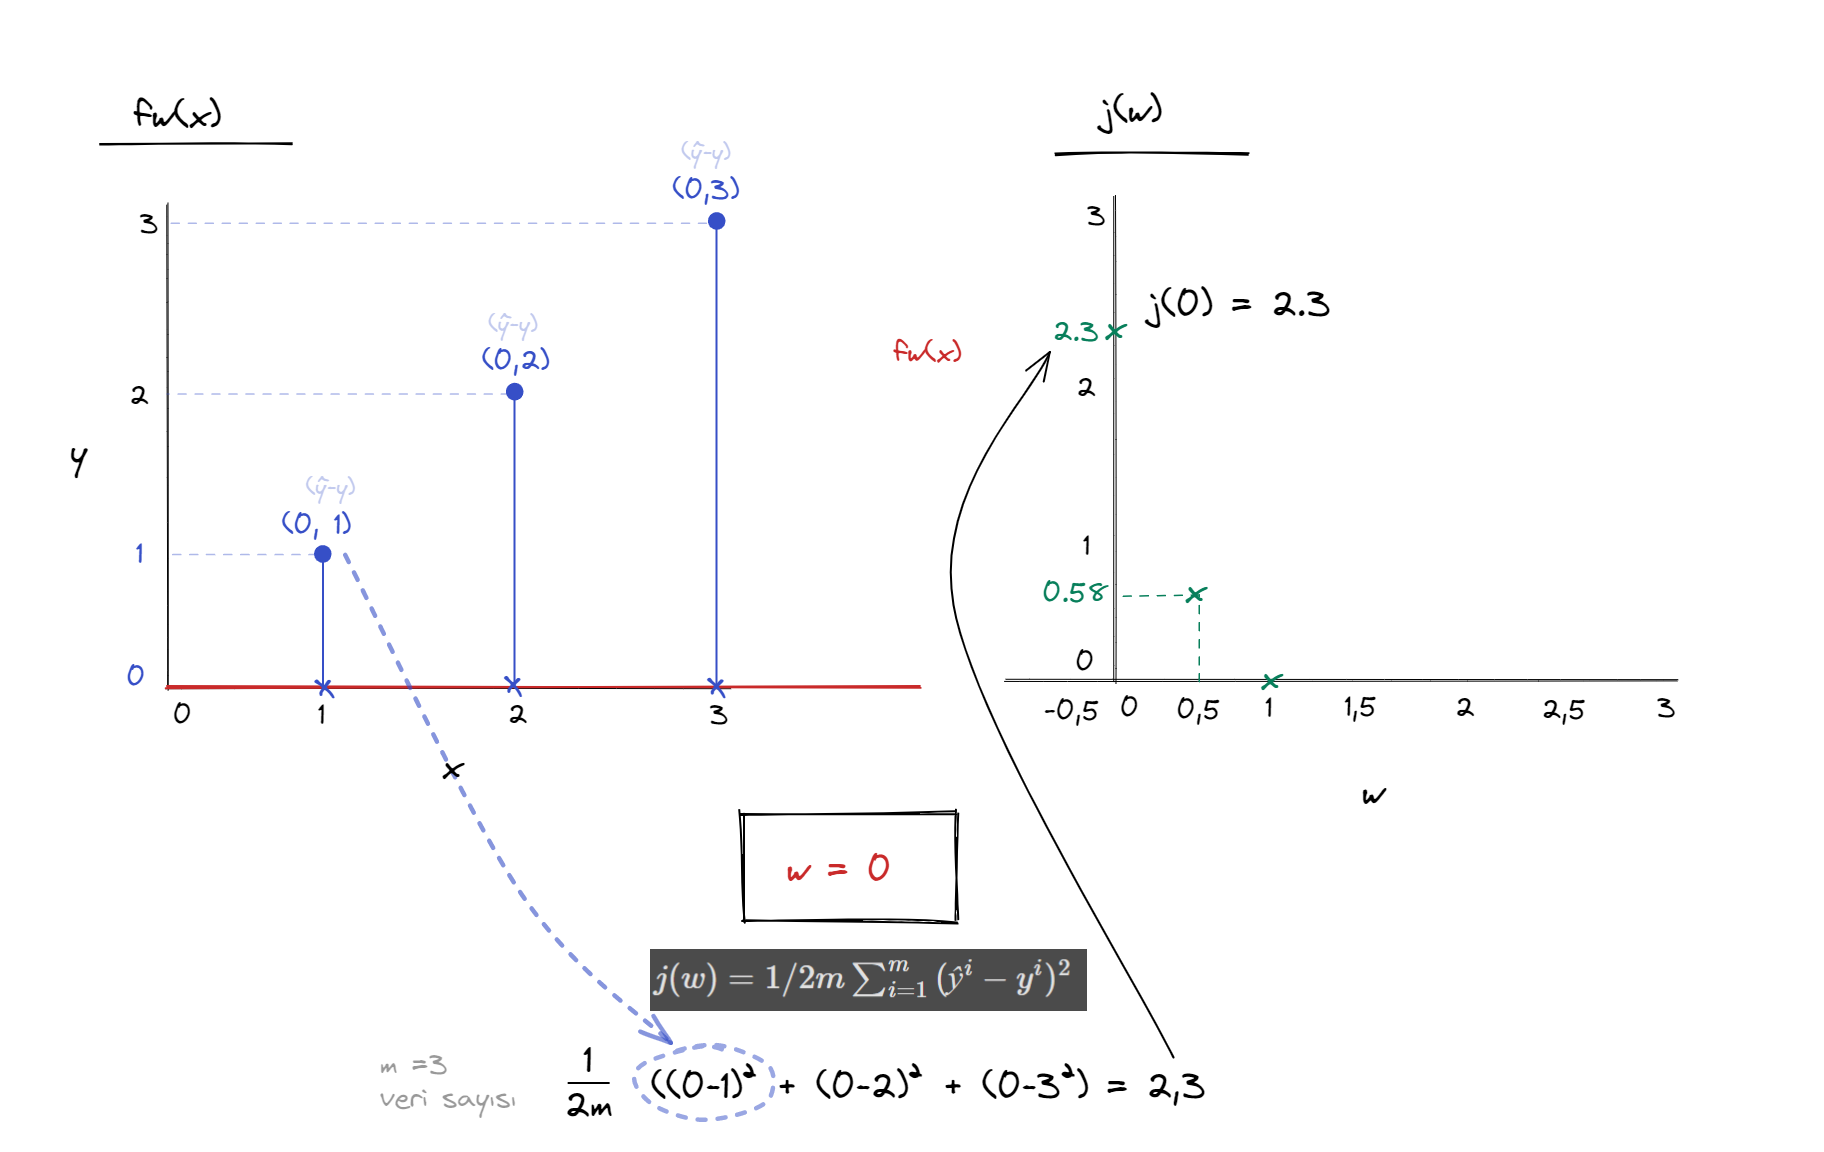 fw(x)
(ŷ-y)
(0,3)
3
(ŷ-y)
(0,2)
2
y
(ŷ-y)
(0, 1)
1
0
0 1 2 3
x
fw(x)
j(w)
3
j(0) = 2.3
2.3
2
1
0.58
0
-0,5 0 0,5 1 1,5 2 2,5 3
w
w = 0
j(w) = 1/2m ∑ᵢ₌₁ᵐ (ŷⁱ − yⁱ)²
m =3
veri sayısı
1/2m ((0-1)² + (0-2)² + (0-3²) = 2,3